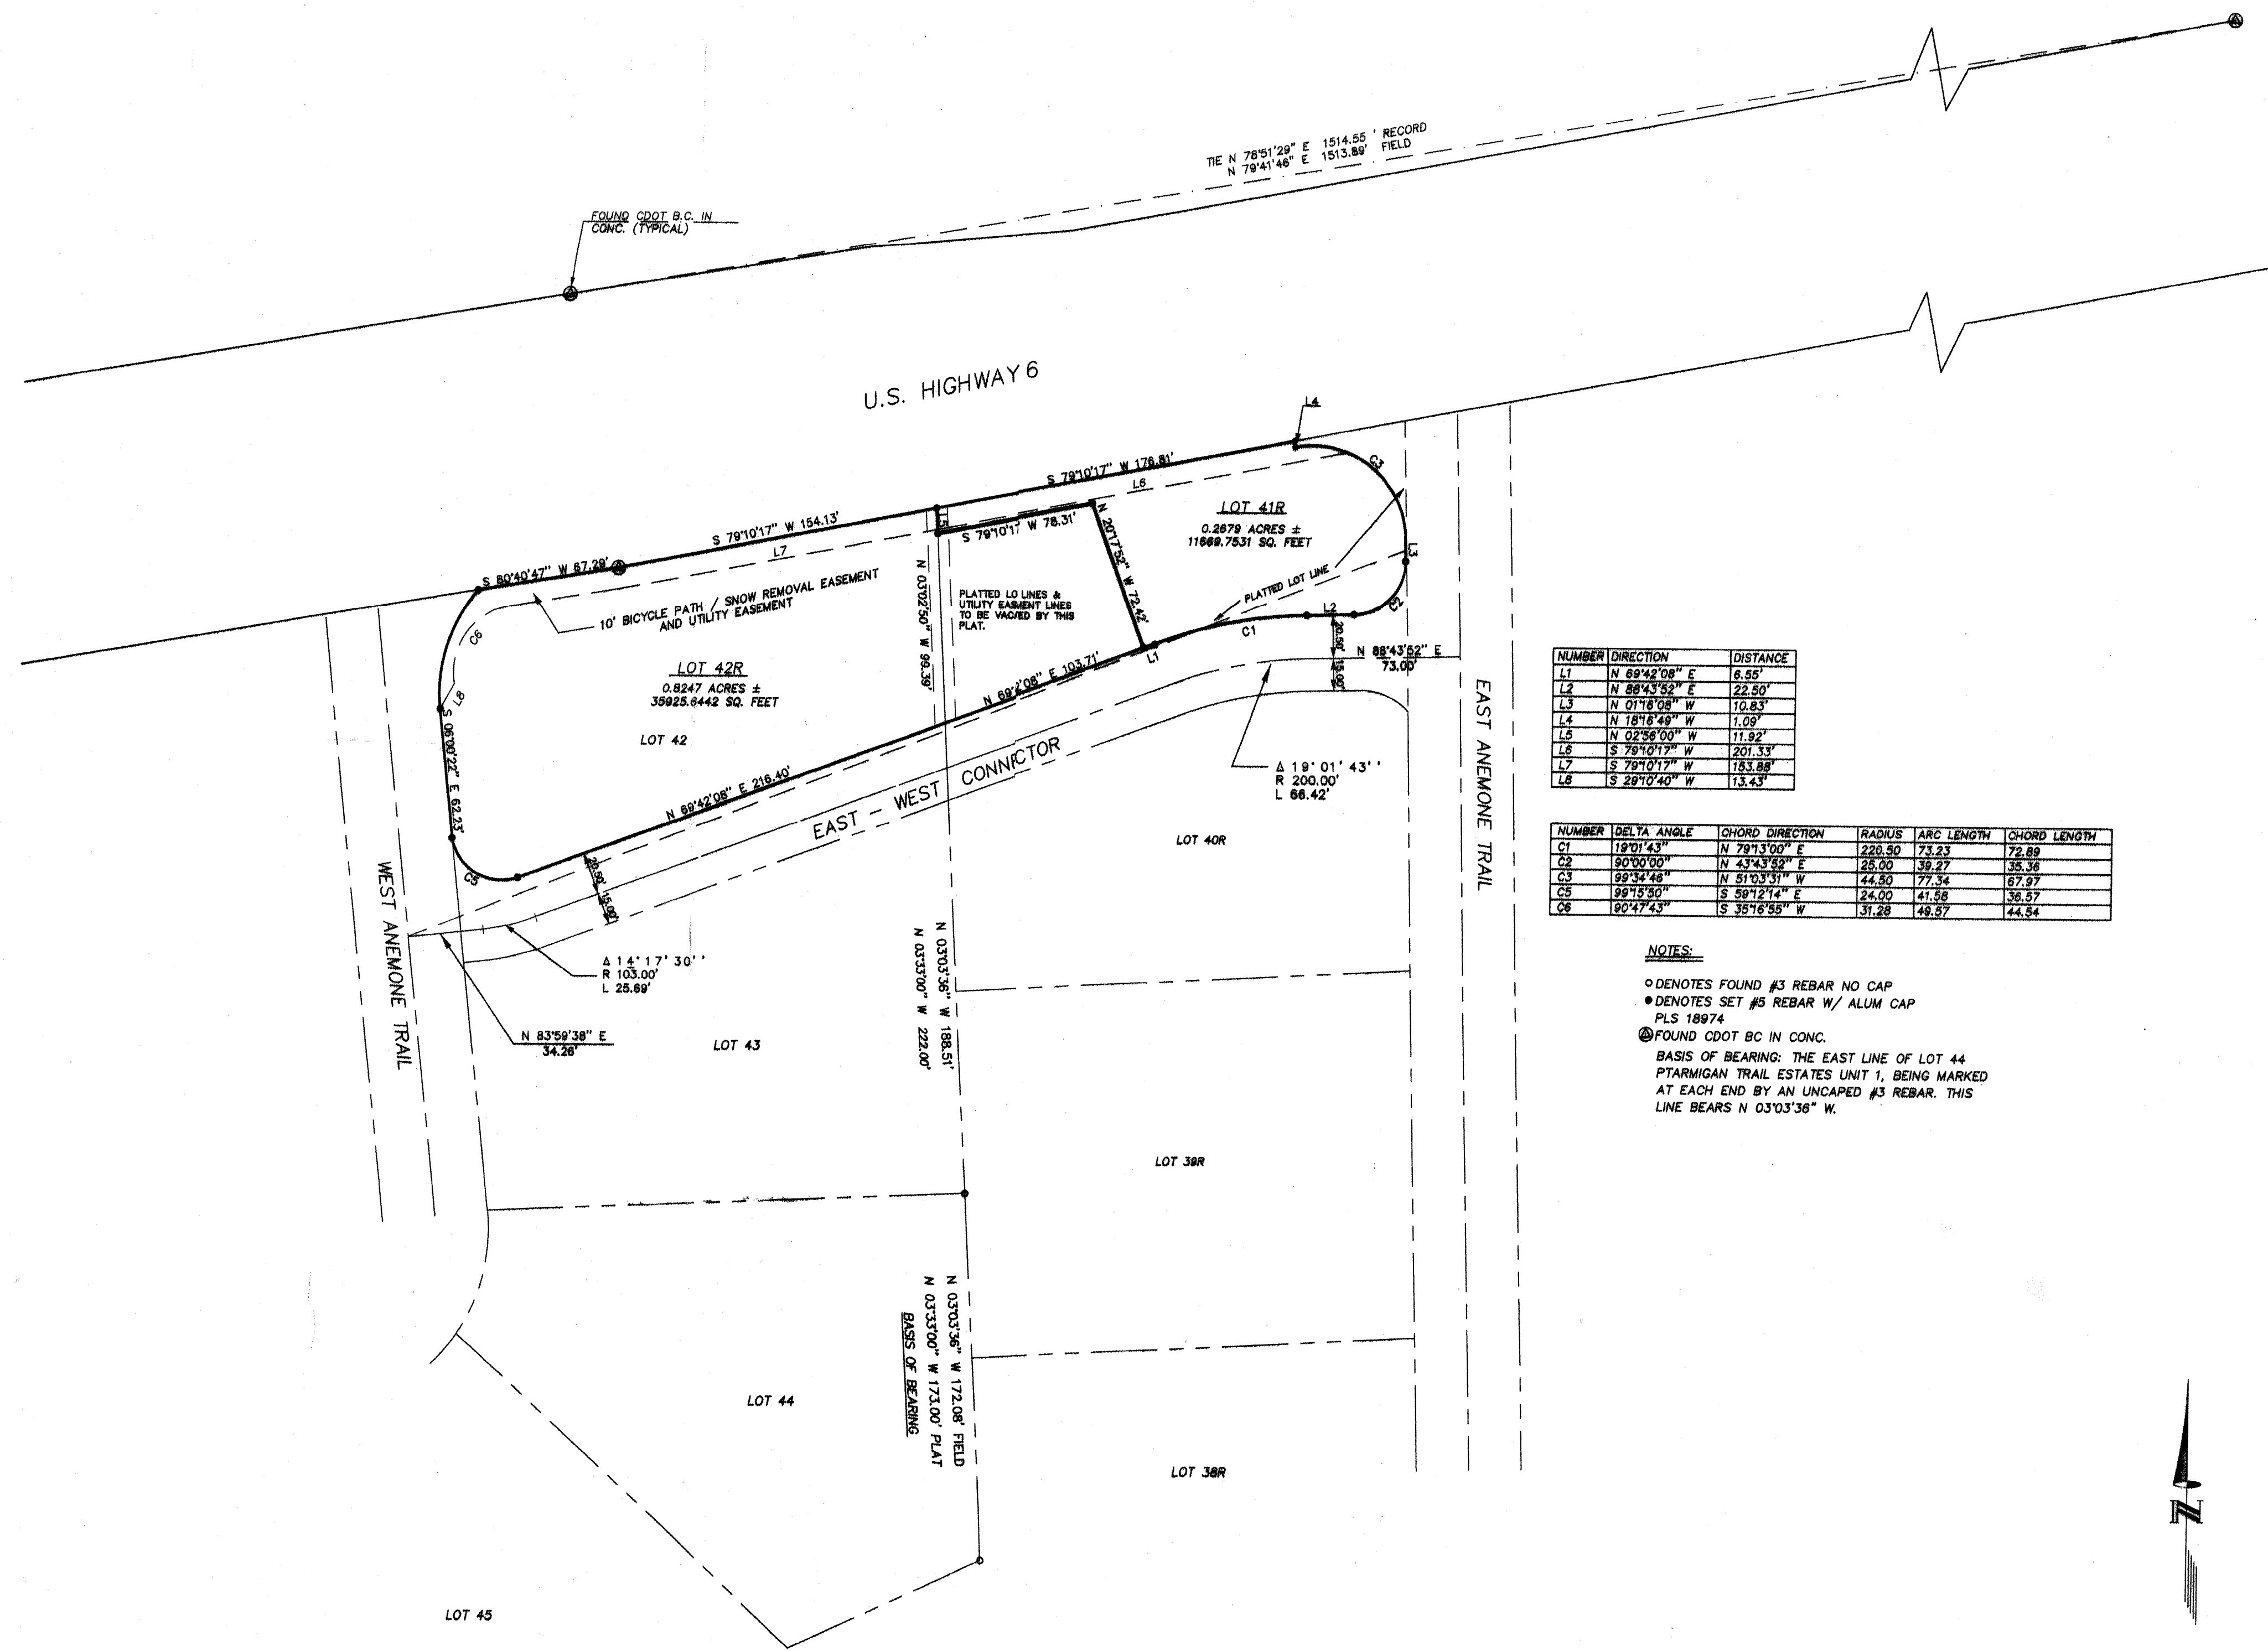 TIE N 78°51'29" E 1514.55 ' RECORD
N 79°41'46" E 1513.89' FIELD
FOUND CDOT B.C. IN
CONC. (TYPICAL)
U.S. HIGHWAY 6
L4
S 79°10'17" W 176.81'
L6
C3
S 79°10'17" W 154.13'
L7
L5
S 79°10'17' W 78.31'
LOT 41R
0.2679 ACRES ±
11669.7531 SQ. FEET
N 20°17'52" W 72.42'
L3
S 80°40'47" W 67.29'
10' BICYCLE PATH / SNOW REMOVAL EASEMENT
AND UTILITY EASEMENT
C6
N 03°02'50" W 99.39'
PLATTED LO LINES &
UTILITY EASMENT LINES
TO BE VACTED BY THIS
PLAT.
PLATTED LOT LINE
C2
L2
C1
L1
20.50'
15.00'
N 88°43'52" E
73.00'
LOT 42R
0.8247 ACRES ±
35925.6442 SQ. FEET
L8
LOT 42
N 69°2'08" E 103.71'
S 06°00'22" E 62.23'
N 69°42'08" E 216.40'
EAST - WEST CONNECTOR
Δ 19° 01' 43' '
R 200.00'
L 66.42'
C5
20.50'
15.00'
WEST ANEMONE TRAIL
EAST ANEMONE TRAIL
LOT 40R
Δ 14° 17' 30' '
R 103.00'
L 25.69'
N 83°59'38" E
34.26'
N 03°03'36" W 188.51'
N 03°33'00" W 222.00'
LOT 43
LOT 39R
N 03°03'36" W 172.08' FIELD
N 03°33'00" W 173.00' PLAT
BASIS OF BEARING
LOT 44
LOT 38R
LOT 45
NUMBER DIRECTION DISTANCE
L1 N 69°42'08" E 6.55'
L2 N 88°43'52" E 22.50'
L3 N 01°16'08" W 10.83'
L4 N 18°16'49" W 1.09'
L5 N 02°56'00" W 11.92'
L6 S 79°10'17" W 201.33'
L7 S 79°10'17" W 153.88'
L8 S 29°10'40" W 13.43'
NUMBER DELTA ANGLE CHORD DIRECTION RADIUS ARC LENGTH CHORD LENGTH
C1 19°01'43" N 79°13'00" E 220.50 73.23 72.89
C2 90°00'00" N 43°43'52" E 25.00 39.27 35.36
C3 99°34'46" N 51°03'31" W 44.50 77.34 67.97
C5 99°15'50" S 59°12'14" E 24.00 41.58 36.57
C6 90°47'43" S 35°16'55" W 31.28 49.57 44.54
NOTES:
DENOTES FOUND #3 REBAR NO CAP
DENOTES SET #5 REBAR W/ ALUM CAP
PLS 18974
FOUND CDOT BC IN CONC.
BASIS OF BEARING: THE EAST LINE OF LOT 44
PTARMIGAN TRAIL ESTATES UNIT 1, BEING MARKED
AT EACH END BY AN UNCAPED #3 REBAR. THIS
LINE BEARS N 03°03'36" W.
N